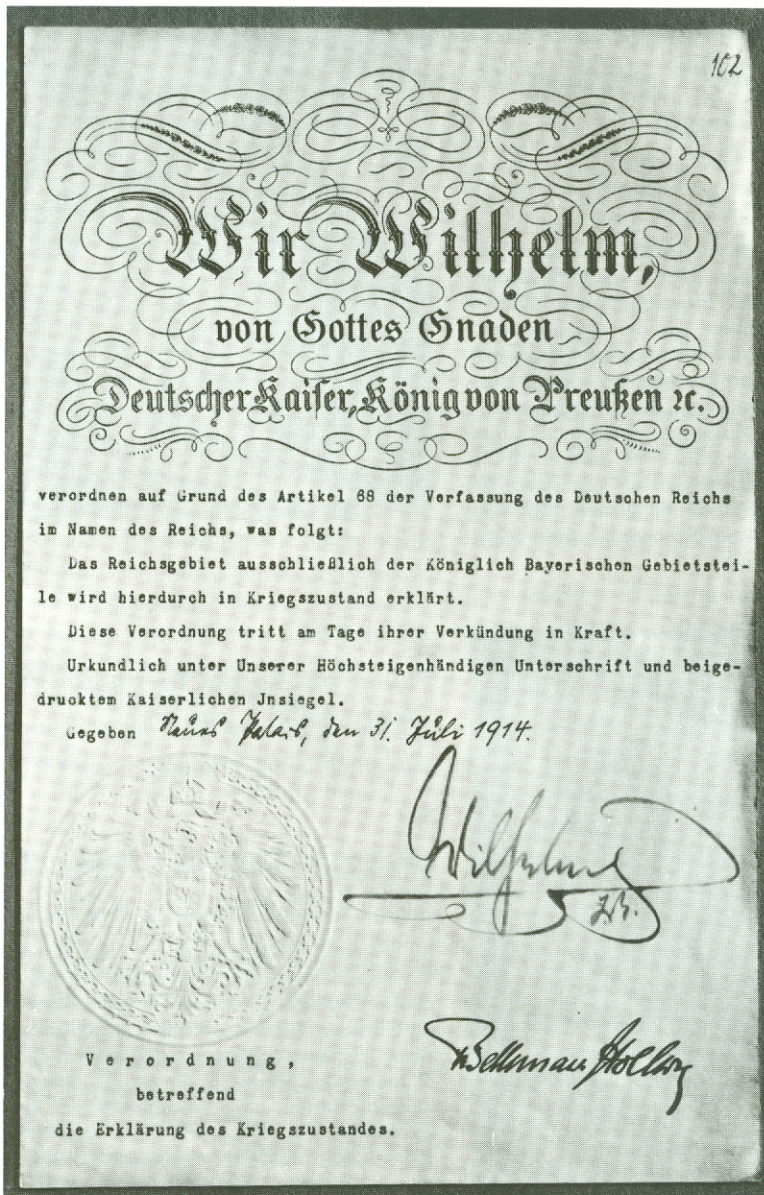 102
Wir Wilhelm,
von Gottes Gnaden
Deutscher Kaiser, König von Preußen ꝛc.
verordnen auf Grund des Artikel 68 der Verfassung des Deutschen Reichs
im Namen des Reichs, was folgt:
Das Reichsgebiet ausschließlich der Königlich Bayerischen Gebietstei-
le wird hierdurch in Kriegszustand erklärt.
Diese Verordnung tritt am Tage ihrer Verkündung in Kraft.
Urkundlich unter Unserer Höchsteigenhändigen Unterschrift und beige-
drucktem Kaiserlichen Jnsiegel.
Gegeben Neues Palais, den 31. Juli 1914.
Wilhelm
I.R.
v Bethmann Hollweg
Verordnung,
betreffend
die Erklärung des Kriegszustandes.